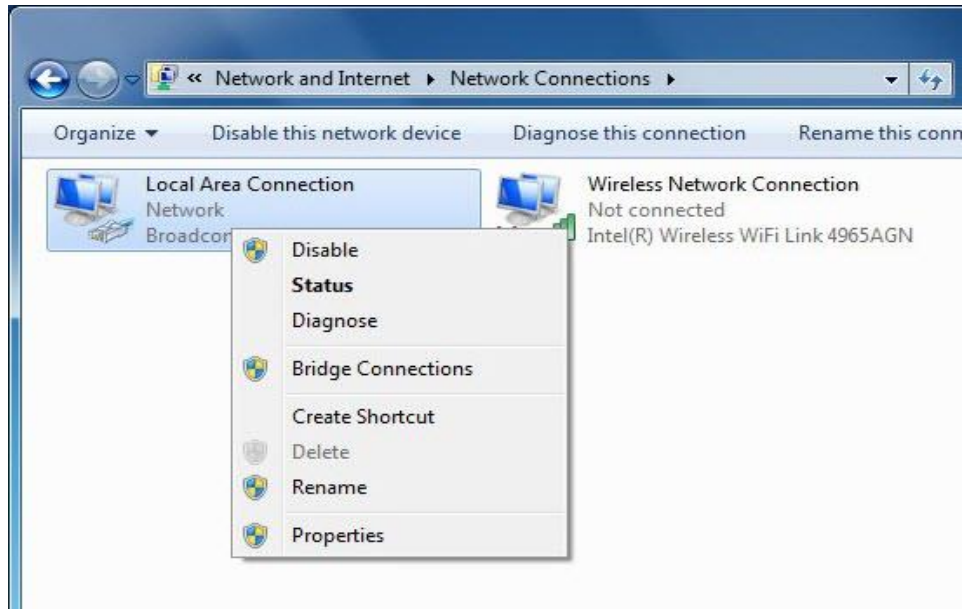 « Network and Internet ▸ Network Connections ▸
Organize ▾ Disable this network device Diagnose this connection Rename this conn
Local Area Connection
Network
Broadcor
Wireless Network Connection
Not connected
Intel(R) Wireless WiFi Link 4965AGN
Disable
Status
Diagnose
Bridge Connections
Create Shortcut
Delete
Rename
Properties